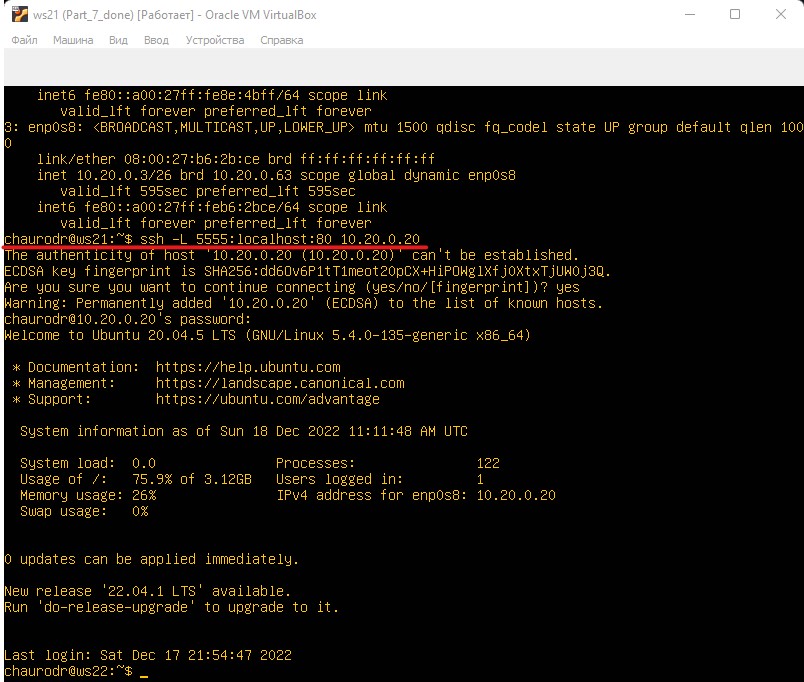 ws21 (Part_7_done) [Работает] - Oracle VM VirtualBox
Файл Машина Вид Ввод Устройства Справка
inet6 fe80::a00:27ff:fe8e:4bff/64 scope link
valid_lft forever preferred_lft forever
3: enp0s8: <BROADCAST,MULTICAST,UP,LOWER_UP> mtu 1500 qdisc fq_codel state UP group default qlen 100
0
link/ether 08:00:27:b6:2b:ce brd ff:ff:ff:ff:ff:ff
inet 10.20.0.3/26 brd 10.20.0.63 scope global dynamic enp0s8
valid_lft 595sec preferred_lft 595sec
inet6 fe80::a00:27ff:feb6:2bce/64 scope link
valid_lft forever preferred_lft forever
chaurodr@ws21:~$ ssh -L 5555:localhost:80 10.20.0.20
The authenticity of host '10.20.0.20 (10.20.0.20)' can't be established.
ECDSA key fingerprint is SHA256:dd6Ov6P1tT1meot20pCX+HiPOWglXfj0XtxTjUW0j3Q.
Are you sure you want to continue connecting (yes/no/[fingerprint])? yes
Warning: Permanently added '10.20.0.20' (ECDSA) to the list of known hosts.
chaurodr@10.20.0.20's password:
Welcome to Ubuntu 20.04.5 LTS (GNU/Linux 5.4.0-135-generic x86_64)
* Documentation: https://help.ubuntu.com
* Management: https://landscape.canonical.com
* Support: https://ubuntu.com/advantage
System information as of Sun 18 Dec 2022 11:11:48 AM UTC
System load: 0.0 Processes: 122
Usage of /: 75.9% of 3.12GB Users logged in: 1
Memory usage: 26% IPv4 address for enp0s8: 10.20.0.20
Swap usage: 0%
0 updates can be applied immediately.
New release '22.04.1 LTS' available.
Run 'do-release-upgrade' to upgrade to it.
Last login: Sat Dec 17 21:54:47 2022
chaurodr@ws22:~$ _